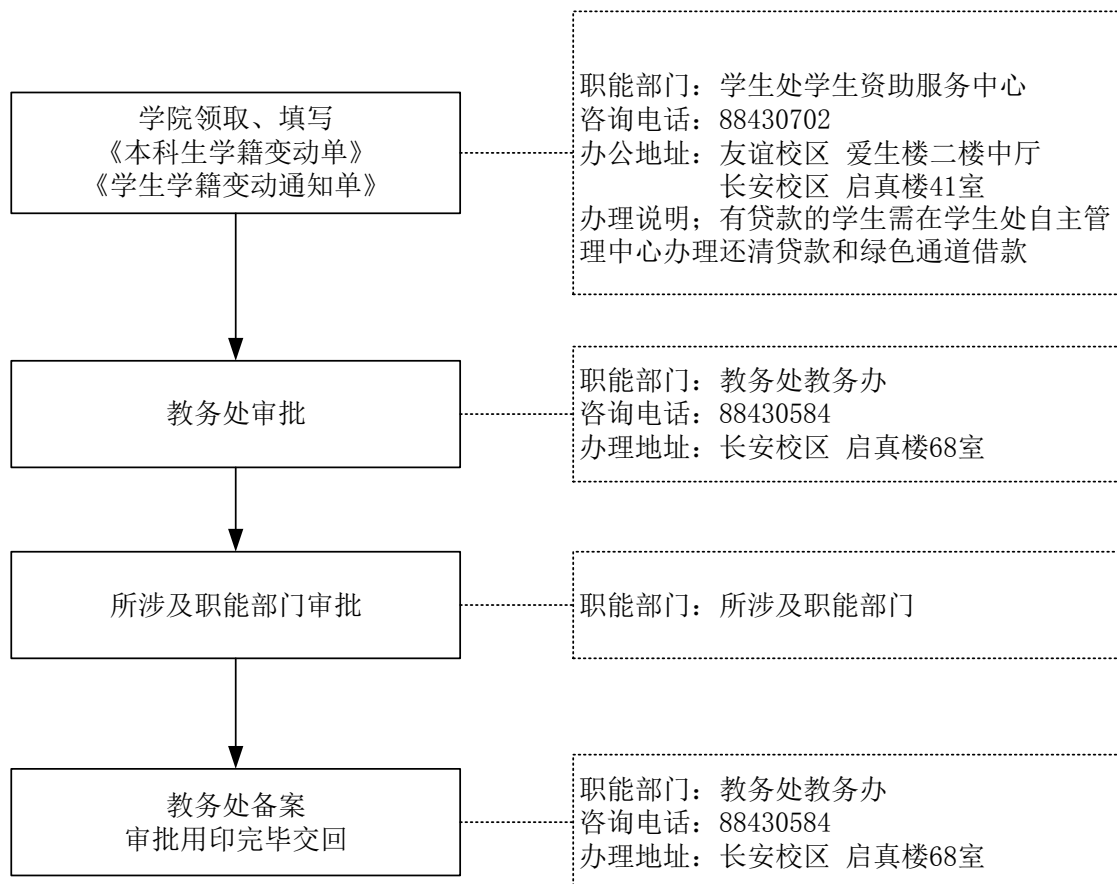 学院领取、填写
《本科生学籍变动单》
《学生学籍变动通知单》
职能部门：学生处学生资助服务中心
咨询电话：88430702
办公地址：友谊校区 爱生楼二楼中厅
长安校区 启真楼41室
办理说明；有贷款的学生需在学生处自主管
理中心办理还清贷款和绿色通道借款
教务处审批
职能部门：教务处教务办
咨询电话：88430584
办理地址：长安校区 启真楼68室
所涉及职能部门审批
职能部门：所涉及职能部门
教务处备案
审批用印完毕交回
职能部门：教务处教务办
咨询电话：88430584
办理地址：长安校区 启真楼68室